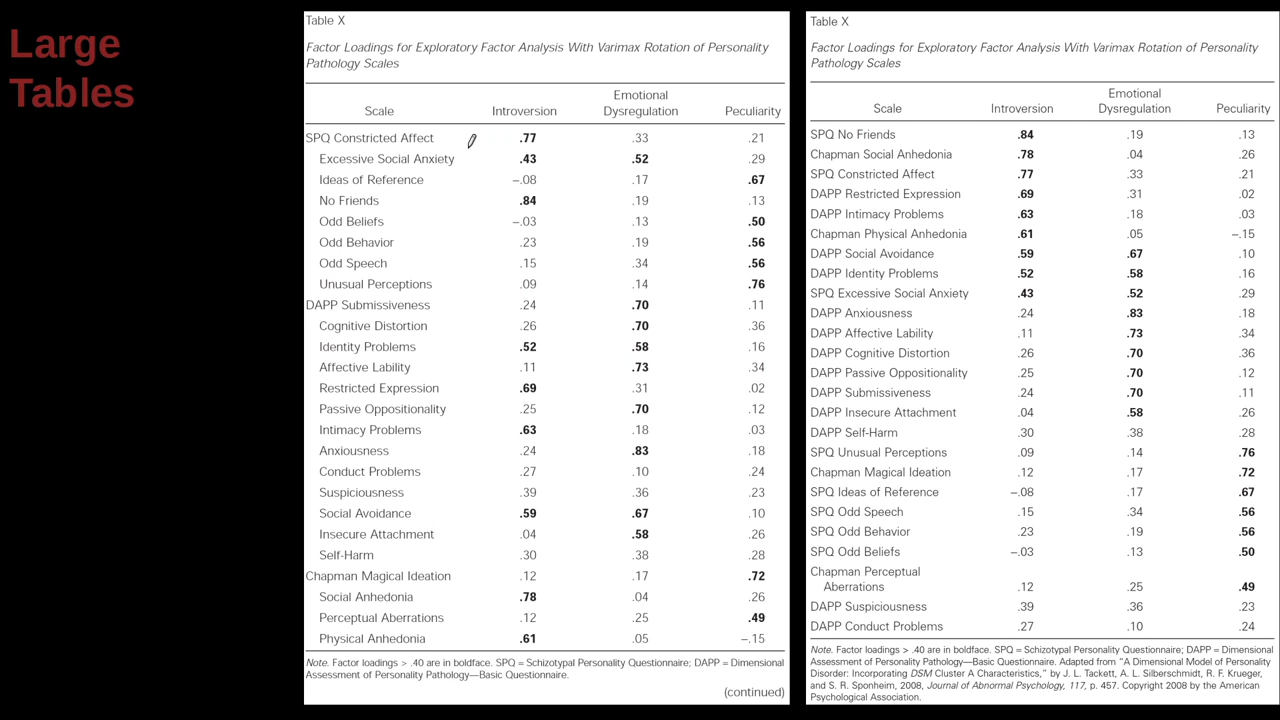 Large
Tables
Table X
Factor Loadings for Exploratory Factor Analysis With Varimax Rotation of Personality
Pathology Scales
Emotional
Scale Introversion Dysregulation Peculiarity
SPQ Constricted Affect .77 .33 .21
Excessive Social Anxiety .43 .52 .29
Ideas of Reference –.08 .17 .67
No Friends .84 .19 .13
Odd Beliefs –.03 .13 .50
Odd Behavior .23 .19 .56
Odd Speech .15 .34 .56
Unusual Perceptions .09 .14 .76
DAPP Submissiveness .24 .70 .11
Cognitive Distortion .26 .70 .36
Identity Problems .52 .58 .16
Affective Lability .11 .73 .34
Restricted Expression .69 .31 .02
Passive Oppositionality .25 .70 .12
Intimacy Problems .63 .18 .03
Anxiousness .24 .83 .18
Conduct Problems .27 .10 .24
Suspiciousness .39 .36 .23
Social Avoidance .59 .67 .10
Insecure Attachment .04 .58 .26
Self-Harm .30 .38 .28
Chapman Magical Ideation .12 .17 .72
Social Anhedonia .78 .04 .26
Perceptual Aberrations .12 .25 .49
Physical Anhedonia .61 .05 –.15
Note. Factor loadings > .40 are in boldface. SPQ = Schizotypal Personality Questionnaire; DAPP = Dimensional
Assessment of Personality Pathology—Basic Questionnaire.
(continued)
Table X
Factor Loadings for Exploratory Factor Analysis With Varimax Rotation of Personality
Pathology Scales
Emotional
Scale Introversion Dysregulation Peculiarity
SPQ No Friends .84 .19 .13
Chapman Social Anhedonia .78 .04 .26
SPQ Constricted Affect .77 .33 .21
DAPP Restricted Expression .69 .31 .02
DAPP Intimacy Problems .63 .18 .03
Chapman Physical Anhedonia .61 .05 –.15
DAPP Social Avoidance .59 .67 .10
DAPP Identity Problems .52 .58 .16
SPQ Excessive Social Anxiety .43 .52 .29
DAPP Anxiousness .24 .83 .18
DAPP Affective Lability .11 .73 .34
DAPP Cognitive Distortion .26 .70 .36
DAPP Passive Oppositionality .25 .70 .12
DAPP Submissiveness .24 .70 .11
DAPP Insecure Attachment .04 .58 .26
DAPP Self-Harm .30 .38 .28
SPQ Unusual Perceptions .09 .14 .76
Chapman Magical Ideation .12 .17 .72
SPQ Ideas of Reference –.08 .17 .67
SPQ Odd Speech .15 .34 .56
SPQ Odd Behavior .23 .19 .56
SPQ Odd Beliefs –.03 .13 .50
Chapman Perceptual
Aberrations .12 .25 .49
DAPP Suspiciousness .39 .36 .23
DAPP Conduct Problems .27 .10 .24
Note. Factor loadings > .40 are in boldface. SPQ = Schizotypal Personality Questionnaire; DAPP = Dimensional
Assessment of Personality Pathology—Basic Questionnaire. Adapted from “A Dimensional Model of Personality
Disorder: Incorporating DSM Cluster A Characteristics,” by J. L. Tackett, A. L. Silberschmidt, R. F. Krueger,
and S. R. Sponheim, 2008, Journal of Abnormal Psychology, 117, p. 457. Copyright 2008 by the American
Psychological Association.